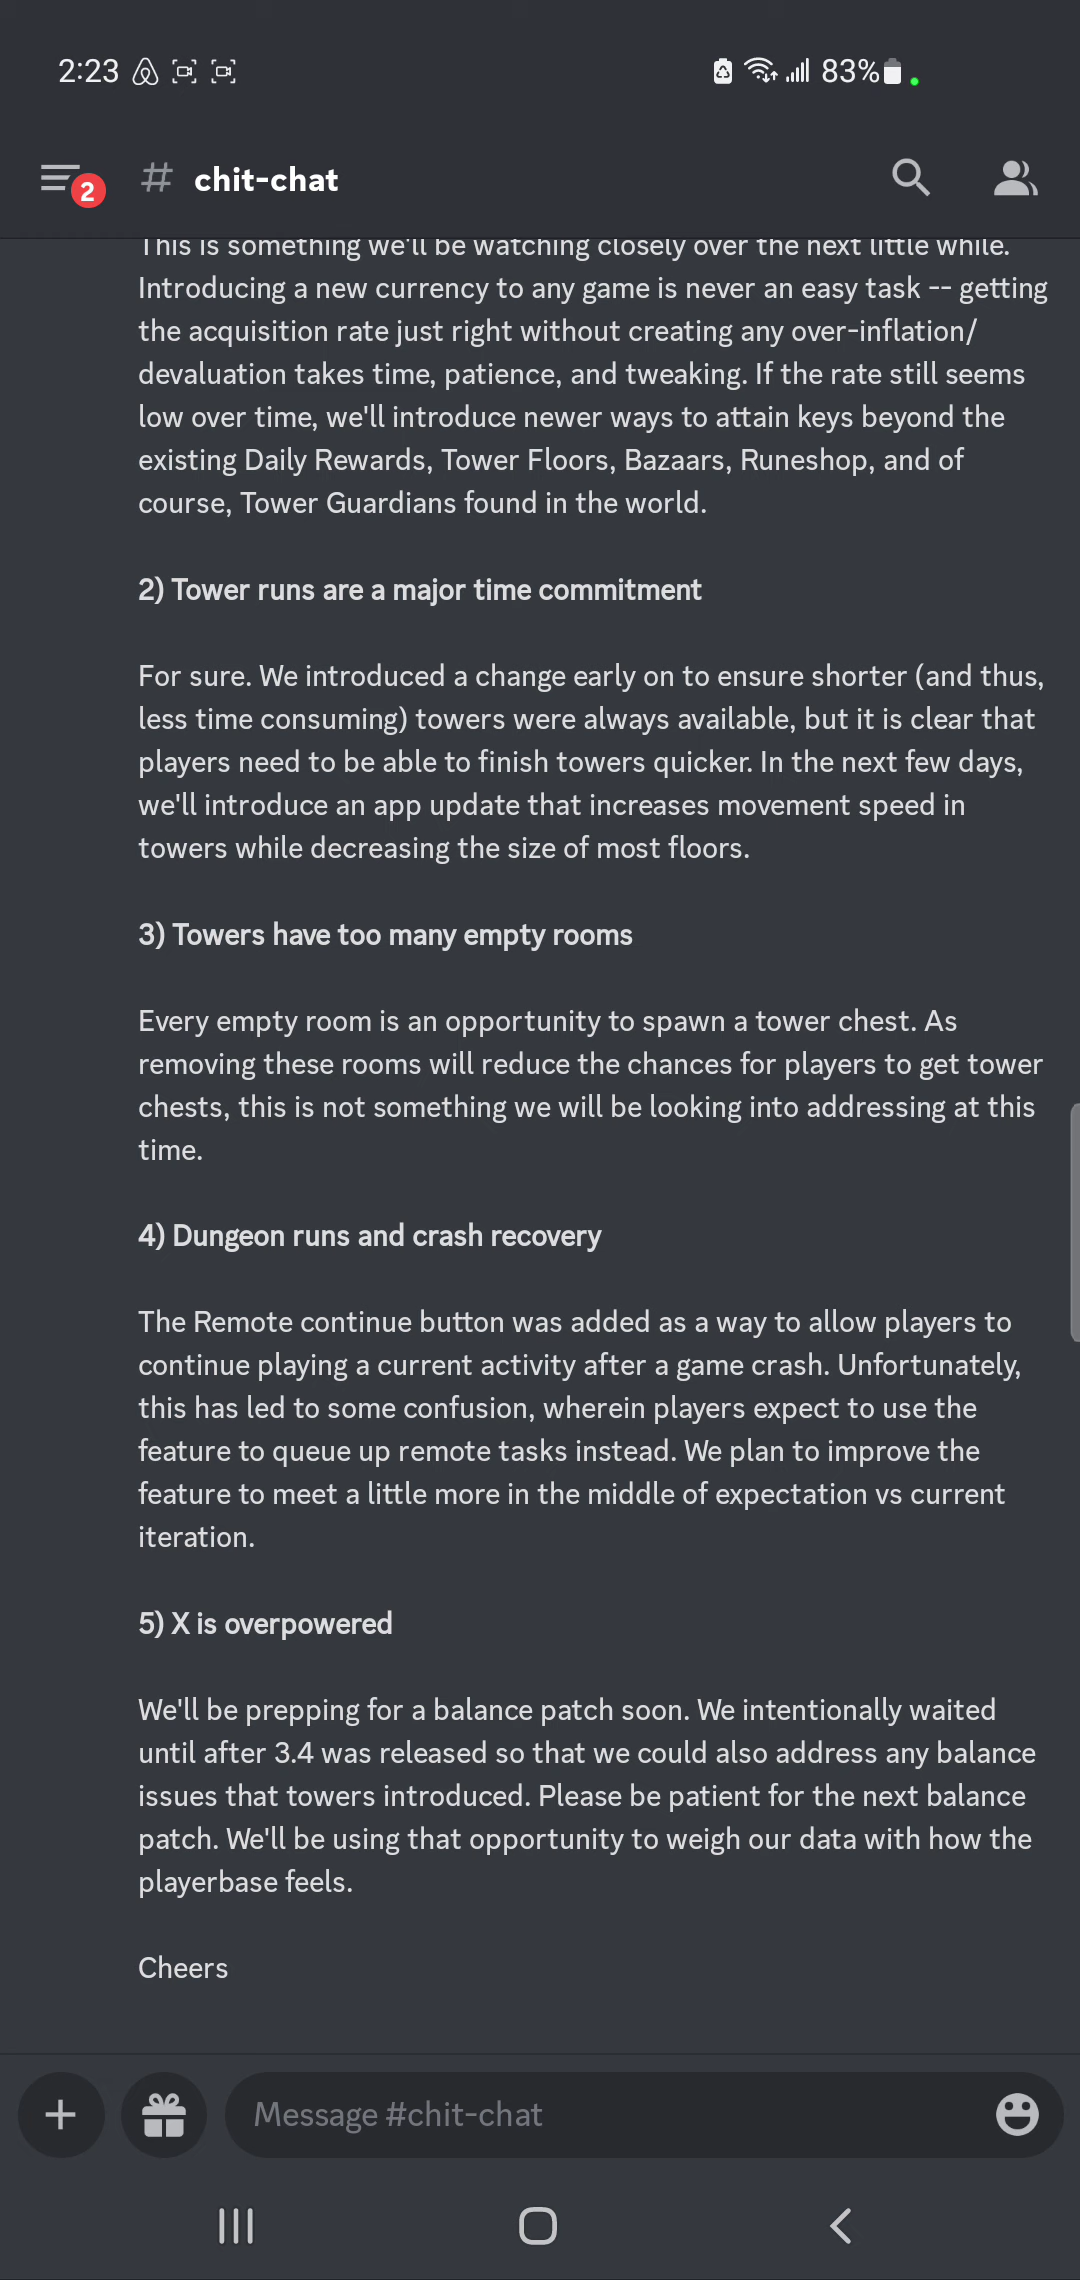 2:23
83%
2
# chit-chat
This is something we'll be watching closely over the next little while.
Introducing a new currency to any game is never an easy task -- getting
the acquisition rate just right without creating any over-inflation/
devaluation takes time, patience, and tweaking. If the rate still seems
low over time, we'll introduce newer ways to attain keys beyond the
existing Daily Rewards, Tower Floors, Bazaars, Runeshop, and of
course, Tower Guardians found in the world.
2) Tower runs are a major time commitment
For sure. We introduced a change early on to ensure shorter (and thus,
less time consuming) towers were always available, but it is clear that
players need to be able to finish towers quicker. In the next few days,
we'll introduce an app update that increases movement speed in
towers while decreasing the size of most floors.
3) Towers have too many empty rooms
Every empty room is an opportunity to spawn a tower chest. As
removing these rooms will reduce the chances for players to get tower
chests, this is not something we will be looking into addressing at this
time.
4) Dungeon runs and crash recovery
The Remote continue button was added as a way to allow players to
continue playing a current activity after a game crash. Unfortunately,
this has led to some confusion, wherein players expect to use the
feature to queue up remote tasks instead. We plan to improve the
feature to meet a little more in the middle of expectation vs current
iteration.
5) X is overpowered
We'll be prepping for a balance patch soon. We intentionally waited
until after 3.4 was released so that we could also address any balance
issues that towers introduced. Please be patient for the next balance
patch. We'll be using that opportunity to weigh our data with how the
playerbase feels.
Cheers
Message #chit-chat